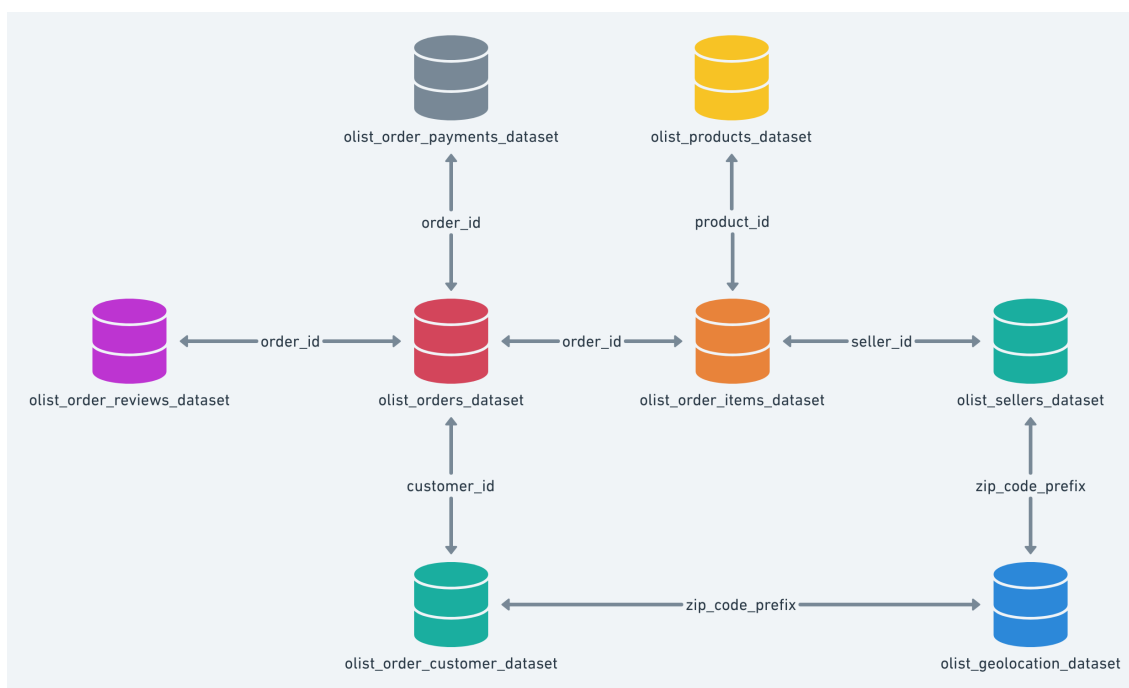 olist_order_payments_dataset
olist_products_dataset
order_id
product_id
order_id
order_id
seller_id
olist_order_reviews_dataset
olist_orders_dataset
olist_order_items_dataset
olist_sellers_dataset
customer_id
zip_code_prefix
zip_code_prefix
olist_order_customer_dataset
olist_geolocation_dataset